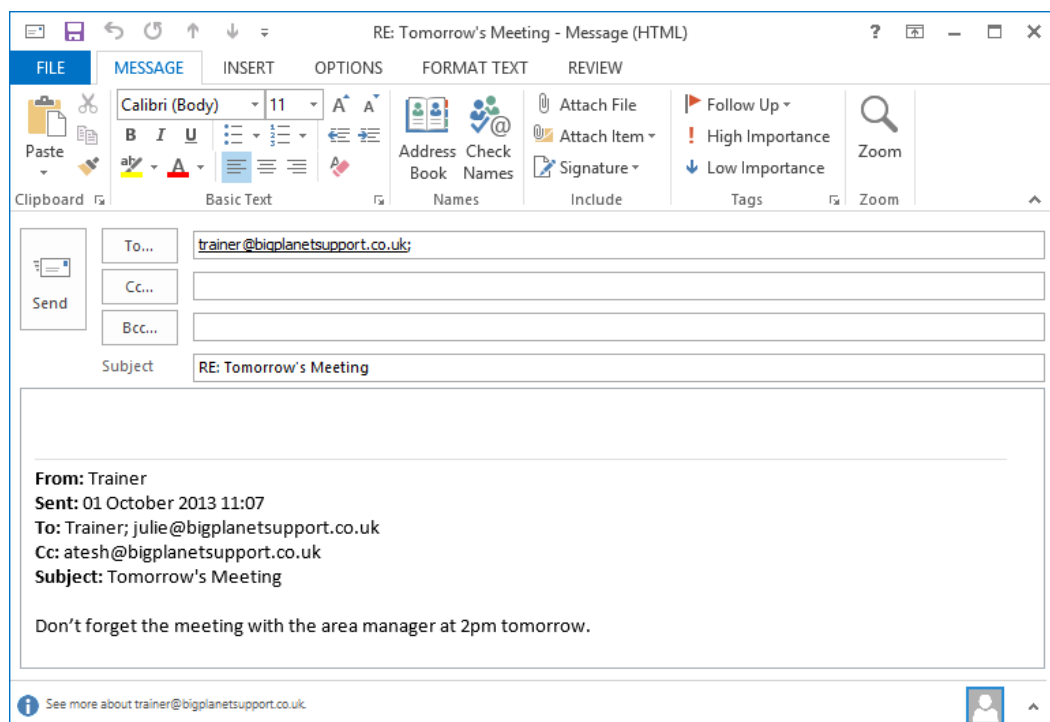 RE: Tomorrow's Meeting - Message (HTML)
?
FILE MESSAGE INSERT OPTIONS FORMAT TEXT REVIEW
Calibri (Body) 11 A A Attach File Follow Up
B I U Attach Item High Importance
Paste aby A Address Book Check Names Signature Low Importance Zoom
Clipboard Basic Text Names Include Tags Zoom
To... trainer@bigplanetsupport.co.uk;
Send
Cc...
Bcc...
Subject RE: Tomorrow's Meeting
From: Trainer
Sent: 01 October 2013 11:07
To: Trainer; julie@bigplanetsupport.co.uk
Cc: atesh@bigplanetsupport.co.uk
Subject: Tomorrow's Meeting
Don't forget the meeting with the area manager at 2pm tomorrow.
See more about trainer@bigplanetsupport.co.uk.